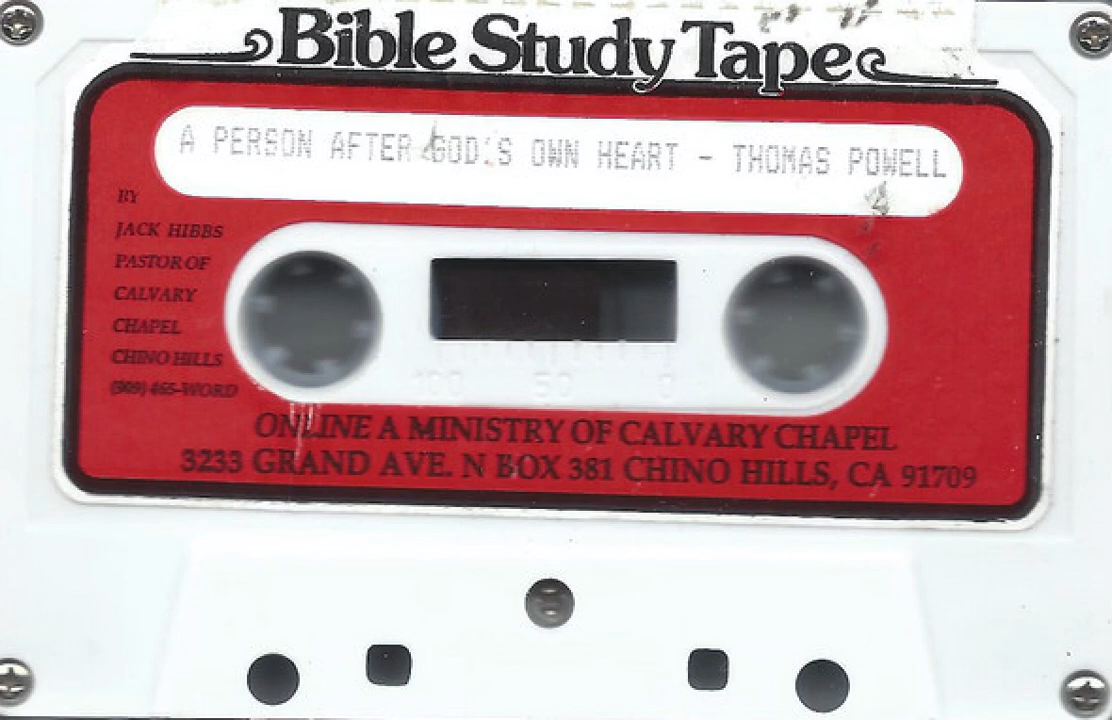 Bible Study Tape
A PERSON AFTER GOD'S OWN HEART - THOMAS POWELL
BY
JACK HIBBS
PASTOR OF
CALVARY
CHAPEL
CHINO HILLS
(909) 465-WORD
100 50 0
ONLINE A MINISTRY OF CALVARY CHAPEL
3233 GRAND AVE. N BOX 381 CHINO HILLS, CA 91709